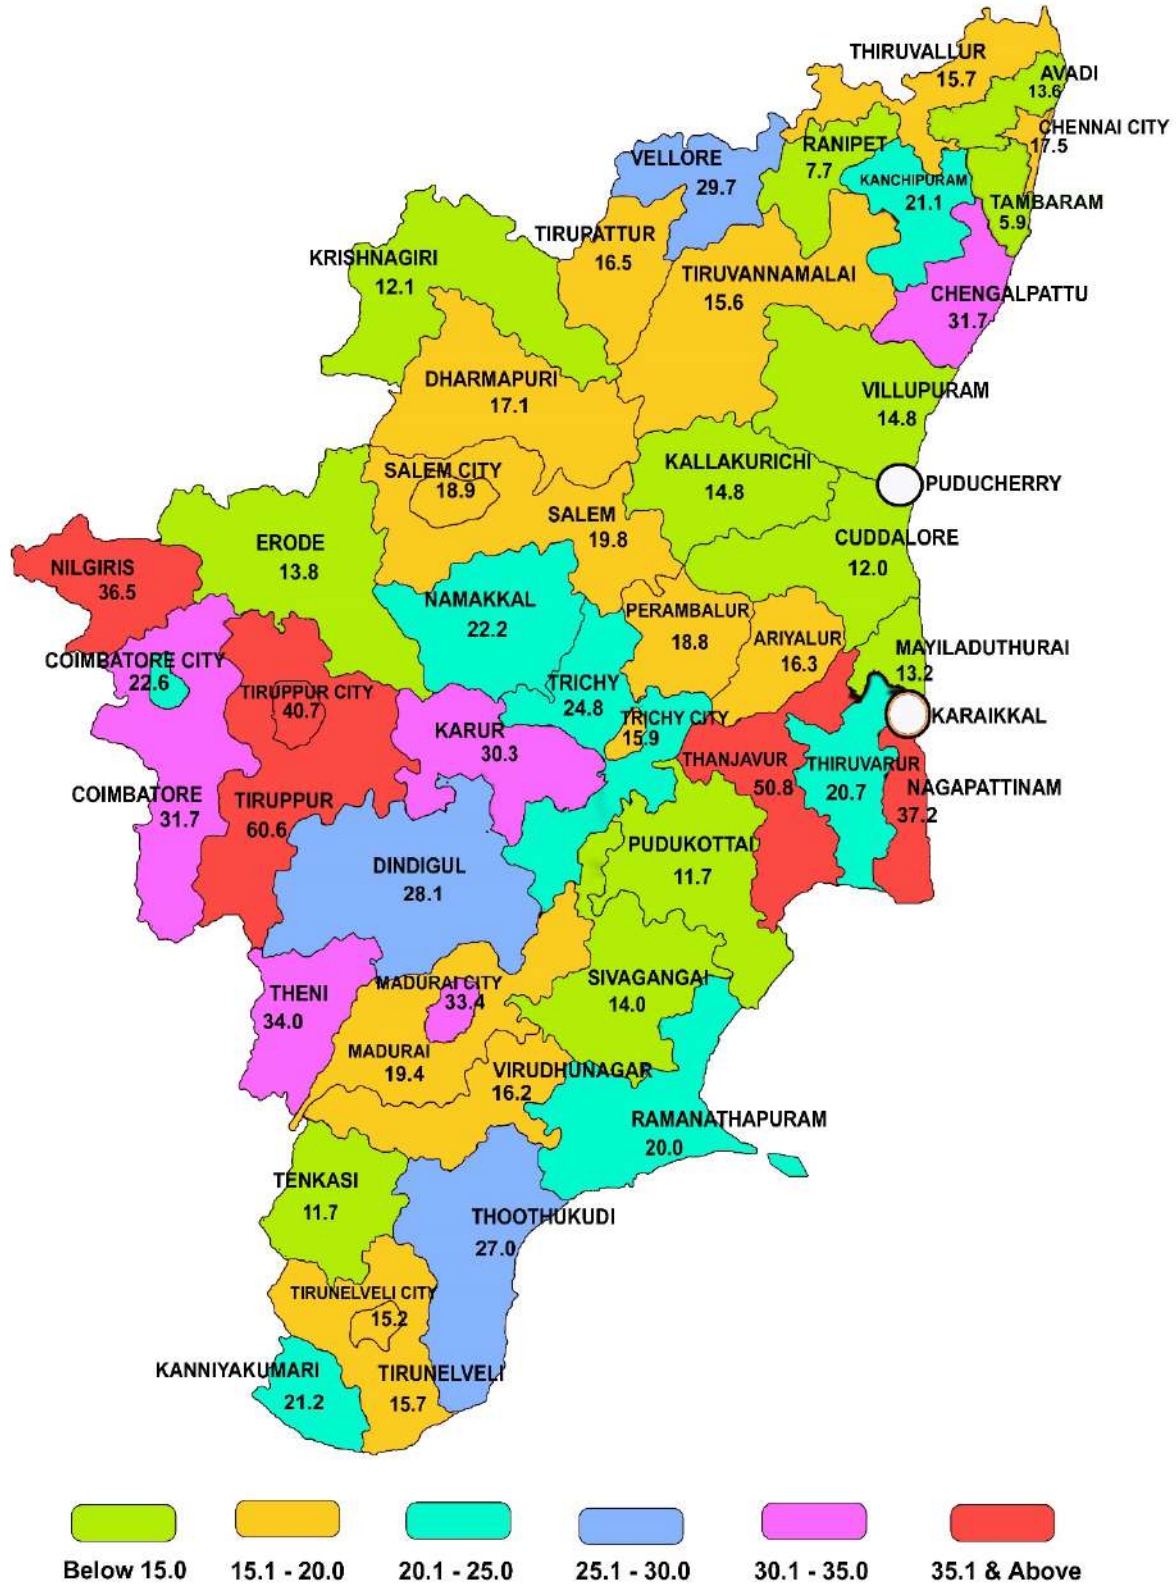 THIRUVALLUR
15.7
AVADI
13.6
CHENNAI CITY
17.5
RANIPET
7.7
VELLORE
29.7
KANCHIPURAM
21.1
TAMBARAM
5.9
TIRUPATTUR
16.5
KRISHNAGIRI
12.1
TIRUVANNAMALAI
15.6
CHENGALPATTU
31.7
DHARMAPURI
17.1
VILLUPURAM
14.8
SALEM CITY
18.9
KALLAKURICHI
14.8
PUDUCHERRY
SALEM
19.8
ERODE
13.8
CUDDALORE
12.0
NILGIRIS
36.5
NAMAKKAL
22.2
PERAMBALUR
18.8
ARIYALUR
16.3
MAYILADUTHURAI
13.2
COIMBATORE CITY
22.6
TIRUPPUR CITY
40.7
TRICHY
24.8
TRICHY CITY
15.9
KARAIKKAL
KARUR
30.3
THANJAVUR
50.8
THIRUVARUR
20.7
NAGAPATTINAM
37.2
COIMBATORE
31.7
TIRUPPUR
60.6
PUDUKOTTAI
11.7
DINDIGUL
28.1
SIVAGANGAI
14.0
MADURAI CITY
33.4
THENI
34.0
MADURAI
19.4
VIRUDHUNAGAR
16.2
RAMANATHAPURAM
20.0
TENKASI
11.7
THOOTHUKUDI
27.0
TIRUNELVELI CITY
15.2
KANNIYAKUMARI
21.2
TIRUNELVELI
15.7
Below 15.0 15.1 - 20.0 20.1 - 25.0 25.1 - 30.0 30.1 - 35.0 35.1 & Above